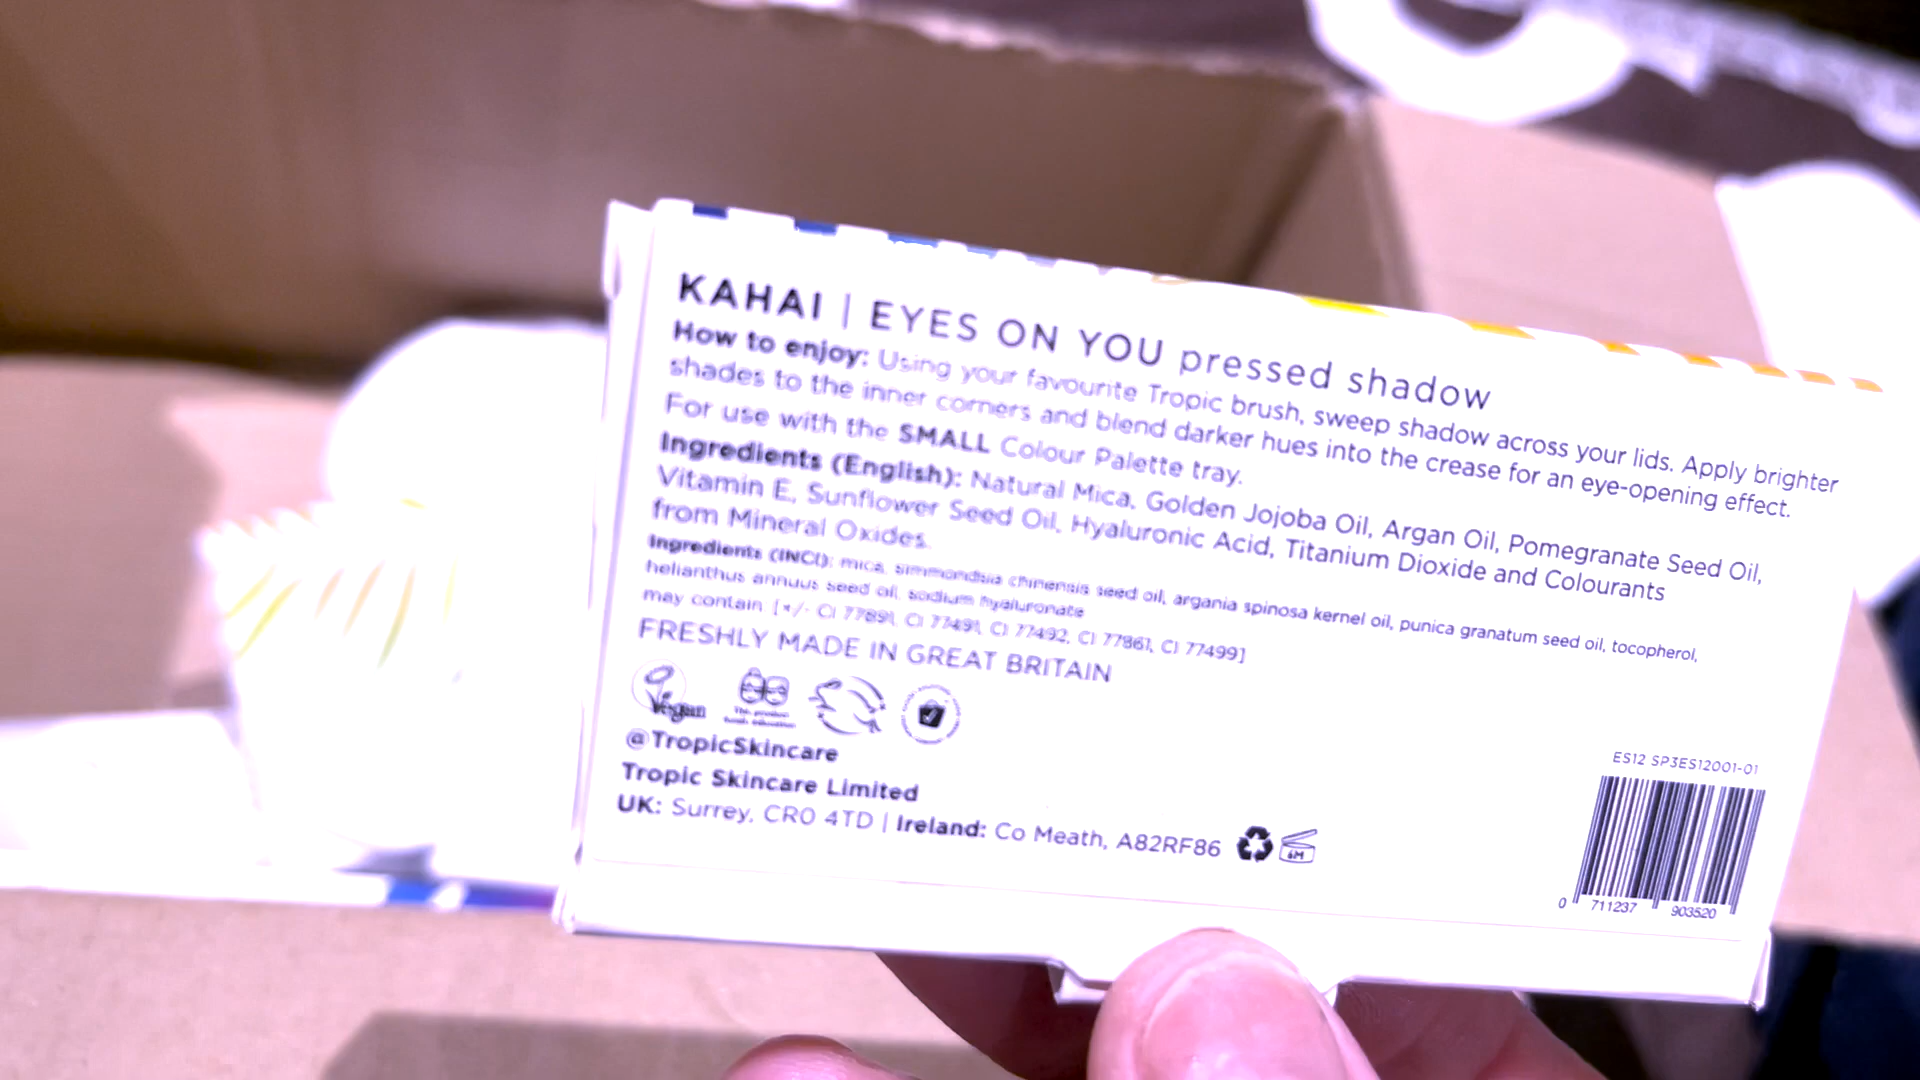 KAHAI | EYES ON YOU pressed shadow
How to enjoy: Using your favourite Tropic brush, sweep shadow across your lids. Apply brighter
shades to the inner corners and blend darker hues into the crease for an eye-opening effect.
For use with the SMALL Colour Palette tray.
Ingredients (English): Natural Mica, Golden Jojoba Oil, Argan Oil, Pomegranate Seed Oil,
Vitamin E, Sunflower Seed Oil, Hyaluronic Acid, Titanium Dioxide and Colourants
from Mineral Oxides.
Ingredients (INCI): mica, simmondsia chinensis seed oil, argania spinosa kernel oil, punica granatum seed oil, tocopherol,
helianthus annuus seed oil, sodium hyaluronate
may contain [+/- CI 77891, CI 77491, CI 77492, CI 77861, CI 77499]
FRESHLY MADE IN GREAT BRITAIN
Vegan
@TropicSkincare
Tropic Skincare Limited
UK: Surrey, CR0 4TD | Ireland: Co Meath, A82RF86
6M
ES12 SP3ES12001-01
0 711237 903520